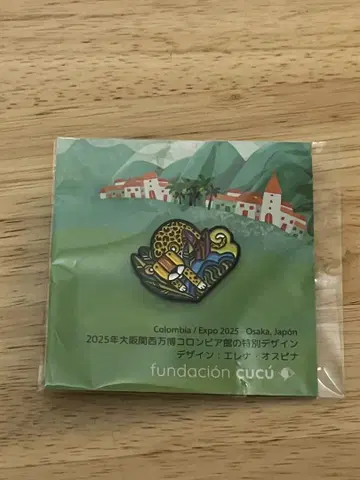 Colombia / Expo 2025 - Osaka, Japón
2025年大阪関西万博コロンビア館の特別デザイン
デザイン：エレナ・オスピナ
fundación cucú